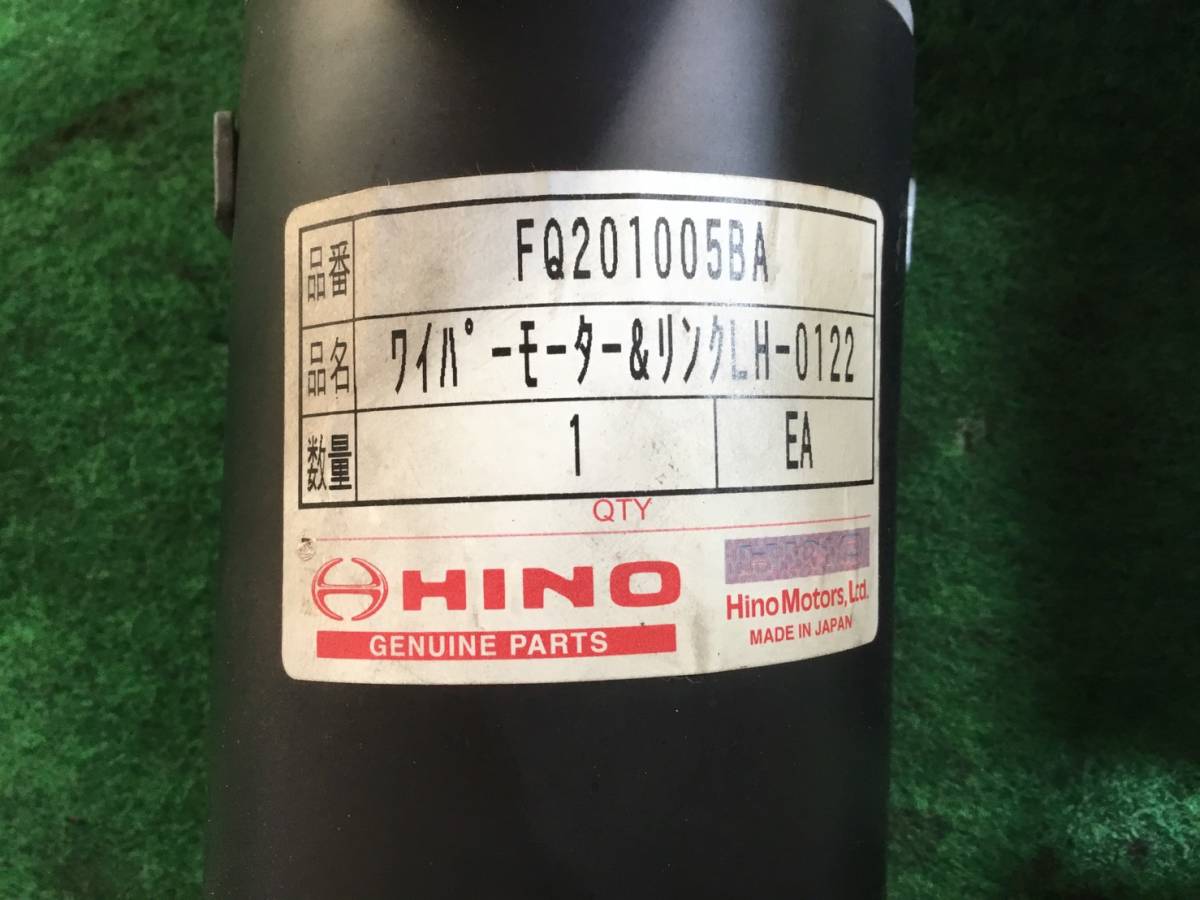 品番 FQ201005BA
品名 ワイパーモーター&リンクLH-0122
数量 1 EA
QTY
HINO
GENUINE PARTS
Hino Motors, Ltd.
MADE IN JAPAN